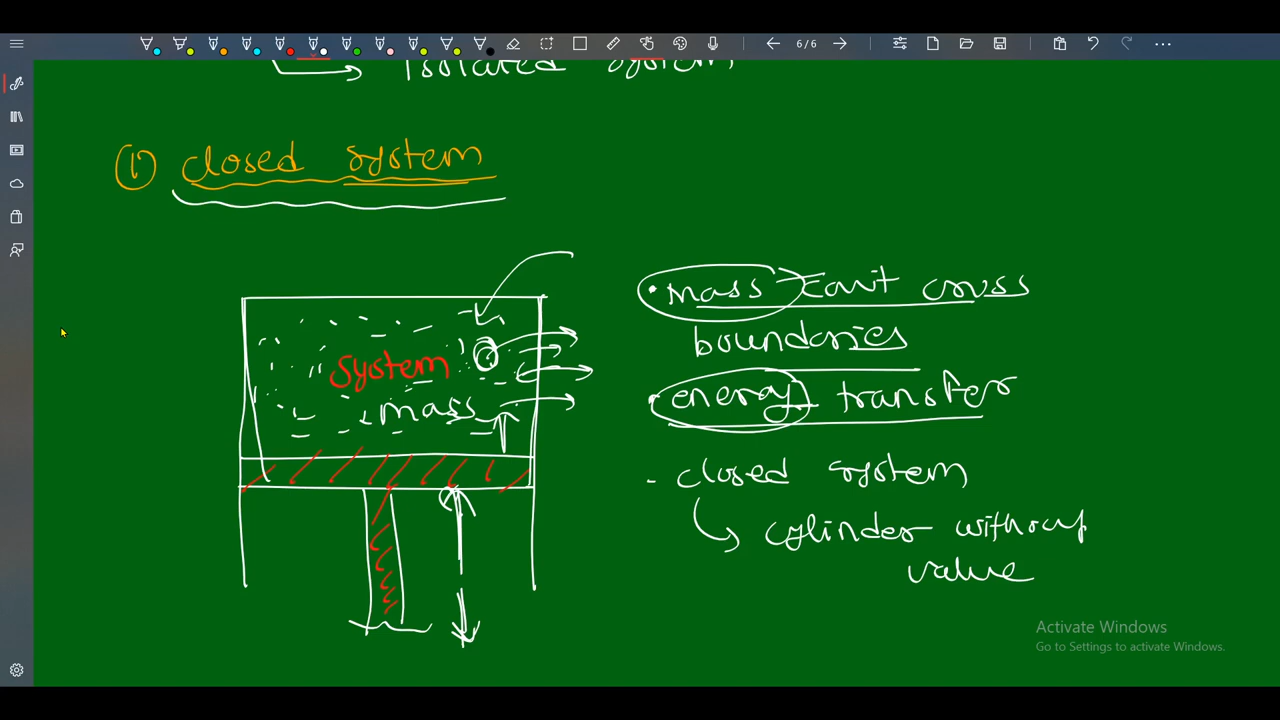 6/6
Isolated system,
① closed system
• mass can't cross
boundaries
• energy transfer
system
mass
- closed system
cylinder without
value
Activate Windows
Go to Settings to activate Windows.